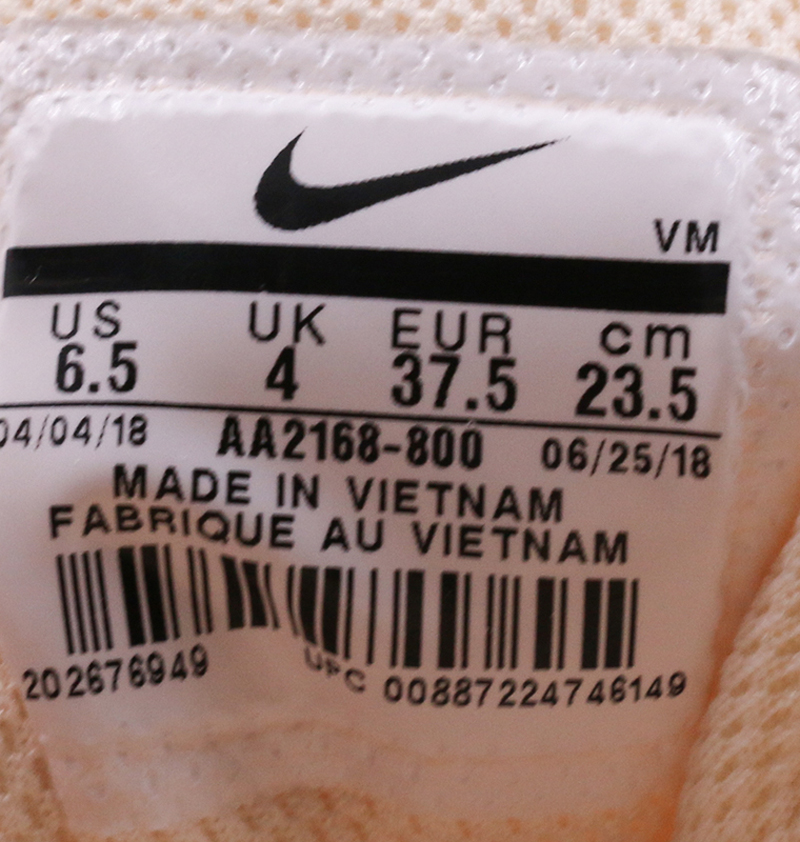 VM
US UK EUR cm
6.5 4 37.5 23.5
04/04/18 AA2168-800 06/25/18
MADE IN VIETNAM
FABRIQUE AU VIETNAM
202676949 UPC 00887224746149